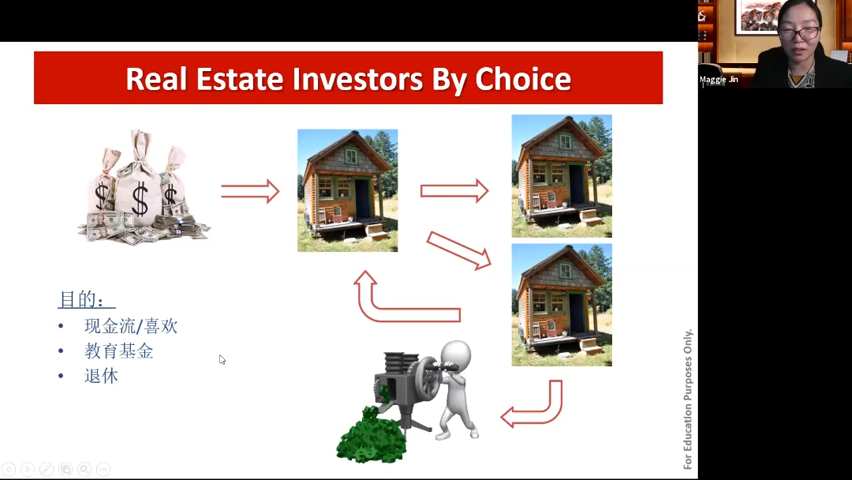 Real Estate Investors By Choice
Maggie Jin
$ $ $
目的：
• 现金流/喜欢
• 教育基金
• 退休
For Education Purposes Only.